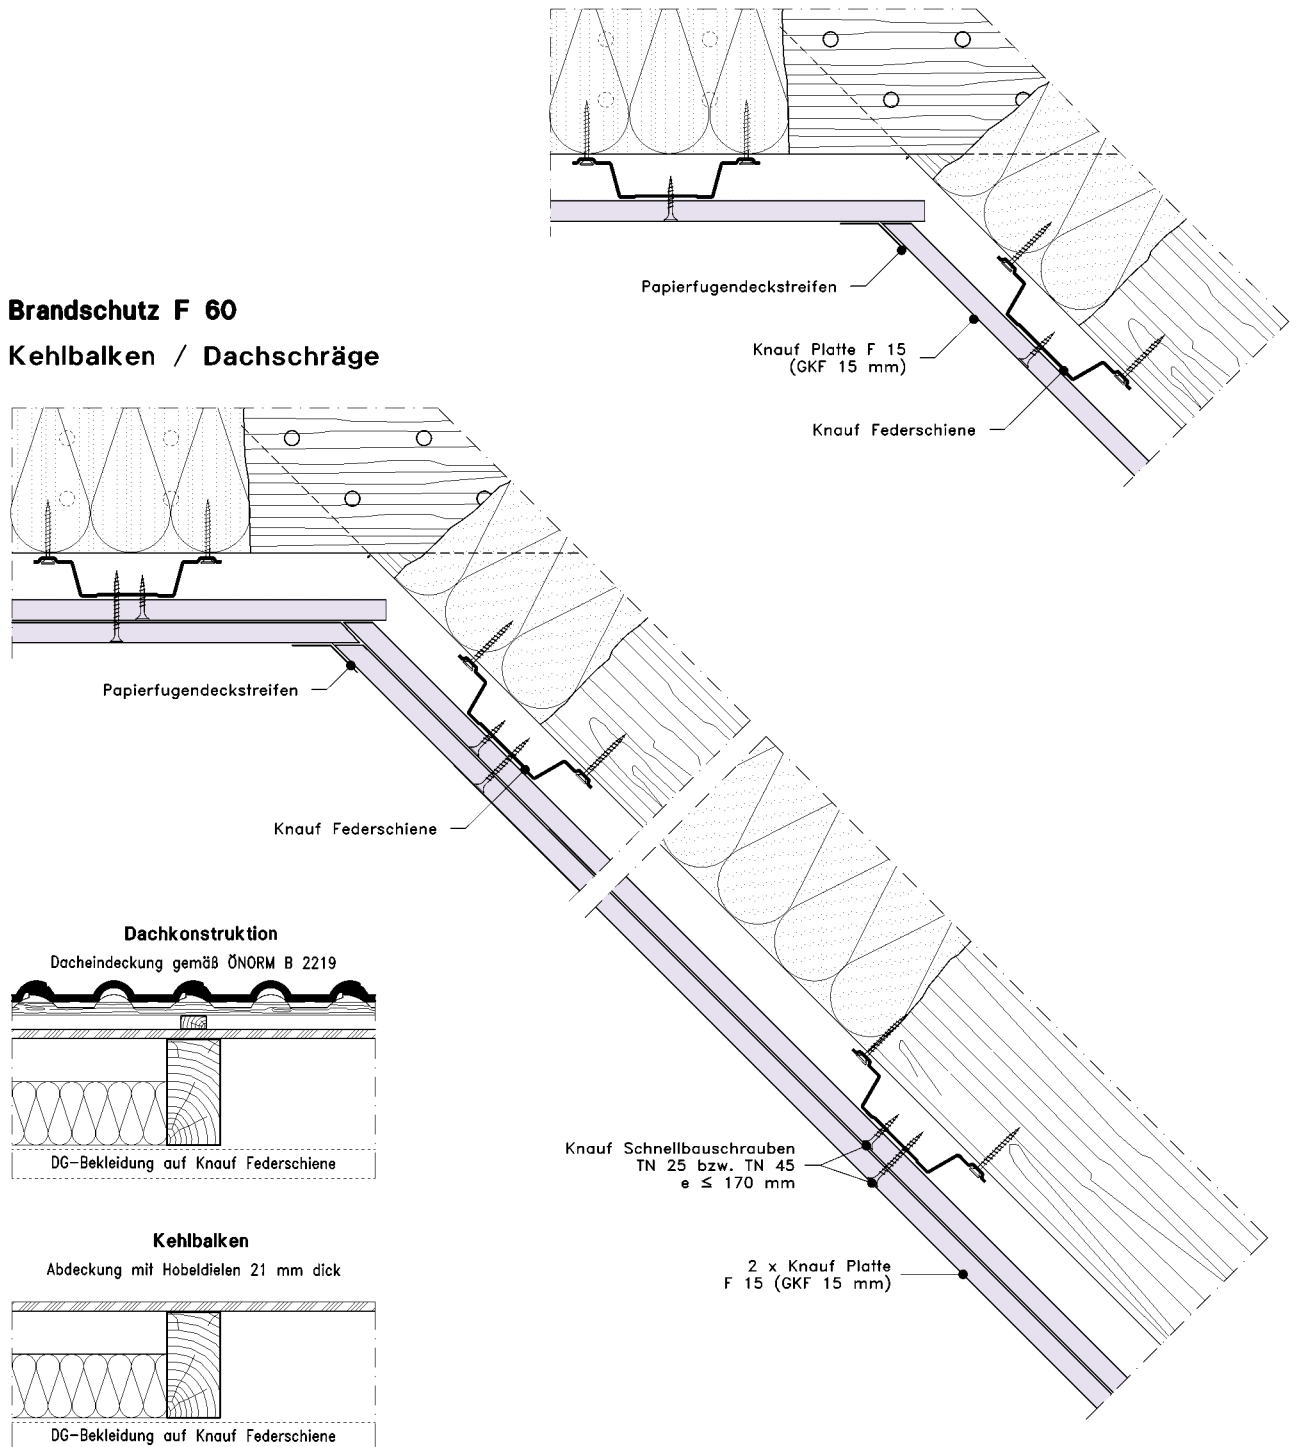 Papierfugendeckstreifen
Knauf Platte F 15
(GKF 15 mm)
Knauf Federschiene
Brandschutz F 60
Kehlbalken / Dachschräge
Papierfugendeckstreifen
Knauf Federschiene
Dachkonstruktion
Dacheindeckung gemäß ÖNORM B 2219
DG-Bekleidung auf Knauf Federschiene
Knauf Schnellbauschrauben
TN 25 bzw. TN 45
e ≤ 170 mm
2 x Knauf Platte
F 15 (GKF 15 mm)
Kehlbalken
Abdeckung mit Hobeldielen 21 mm dick
DG-Bekleidung auf Knauf Federschiene